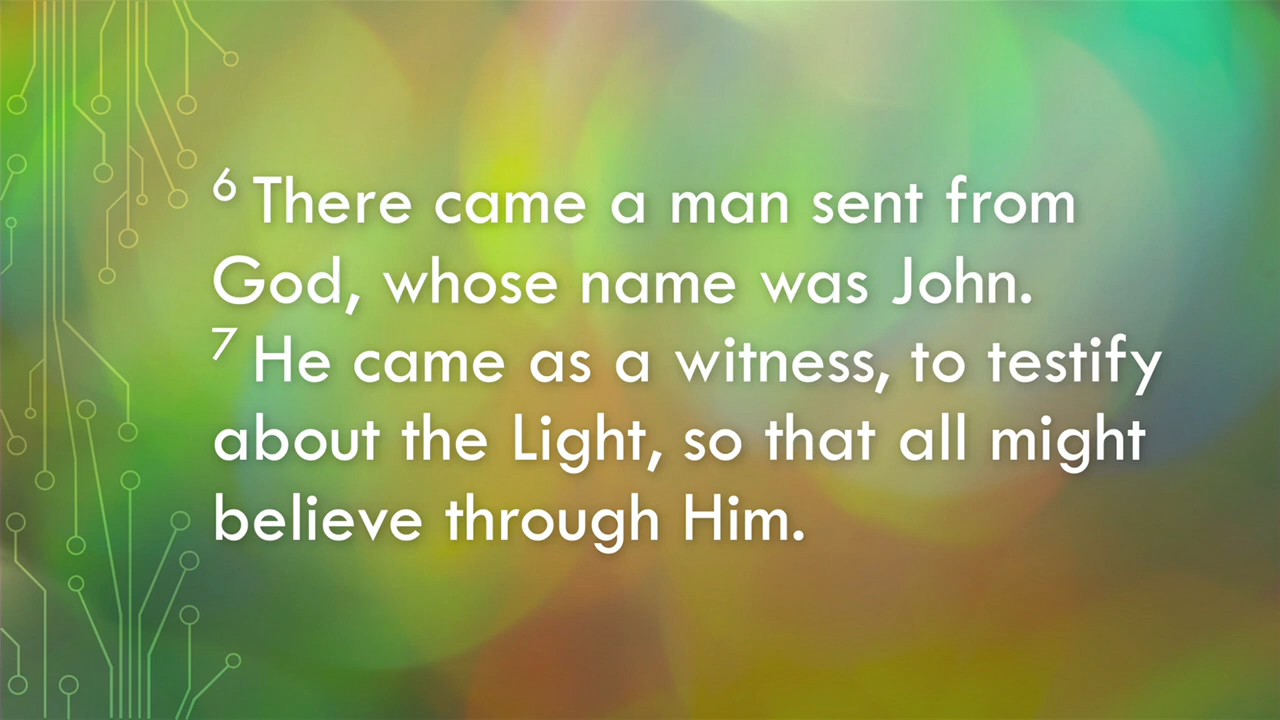 6 There came a man sent from
God, whose name was John.
7 He came as a witness, to testify
about the Light, so that all might
believe through Him.